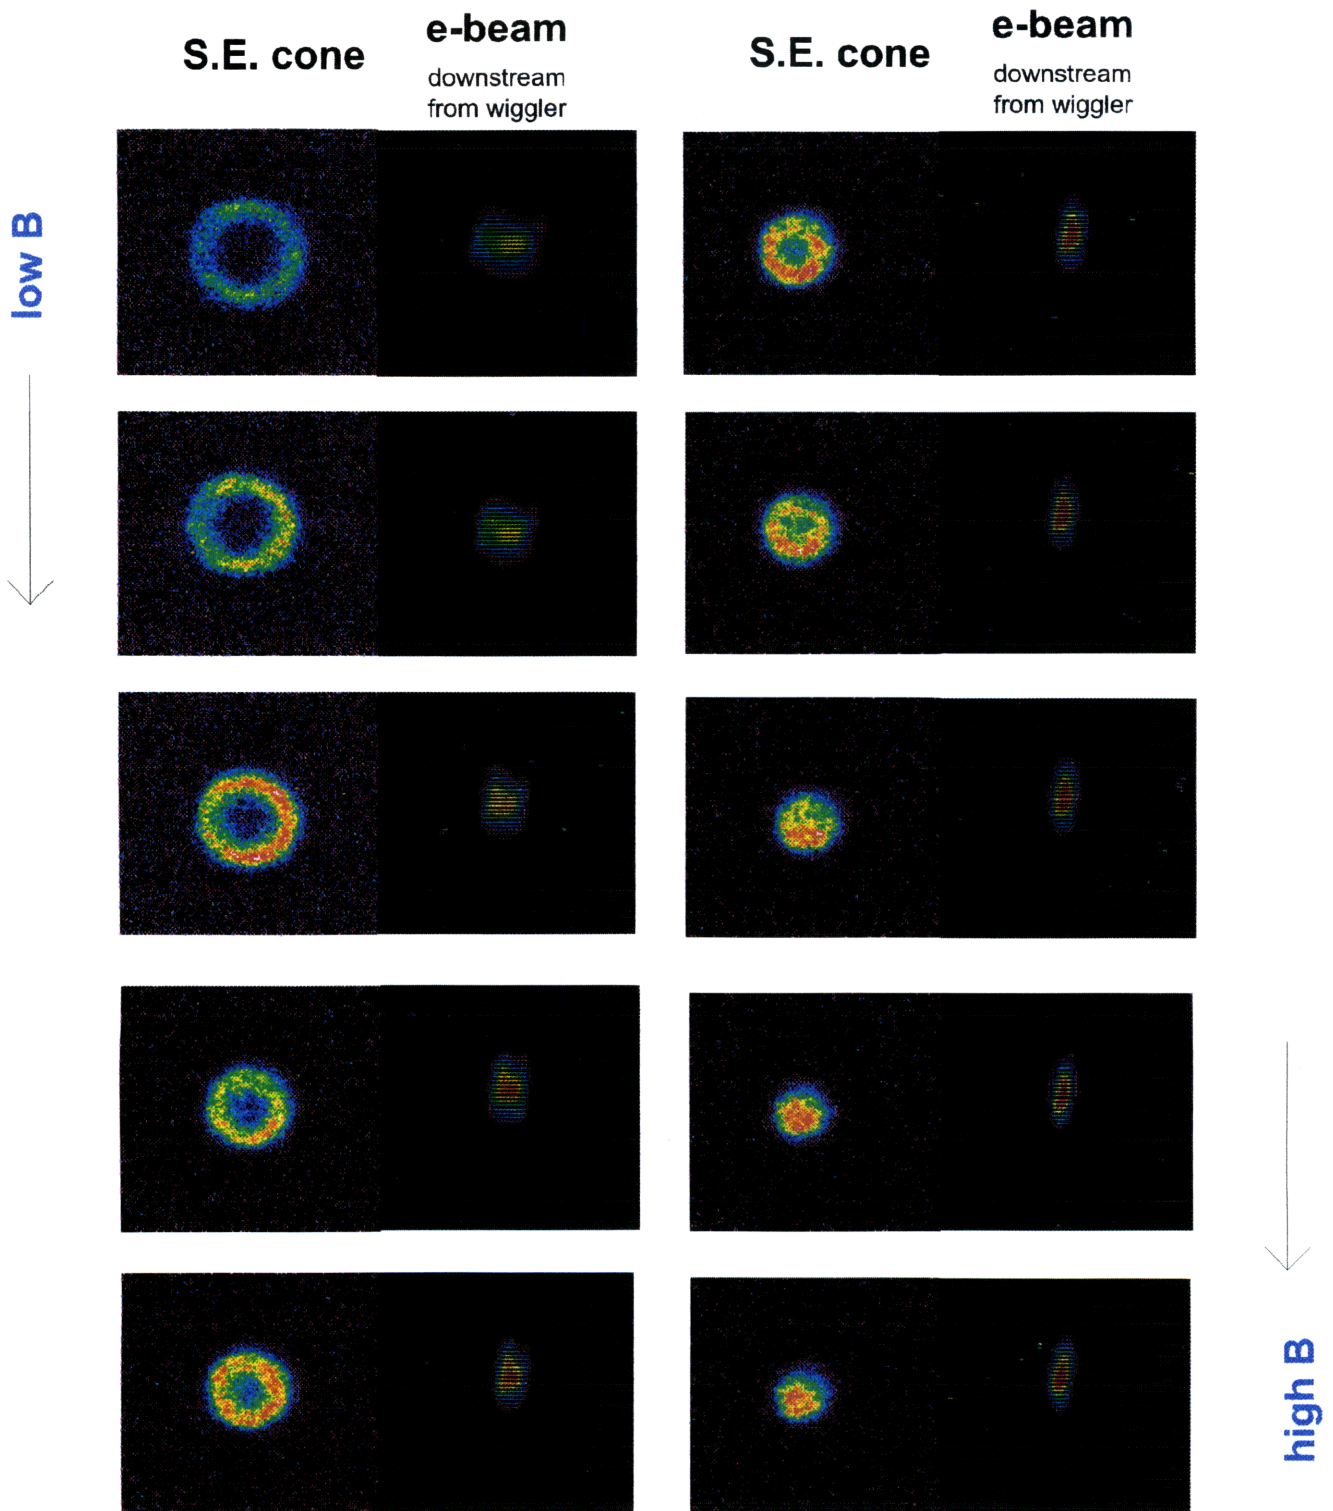 S.E. cone
e-beam
downstream
from wiggler
S.E. cone
e-beam
downstream
from wiggler
low B
high B